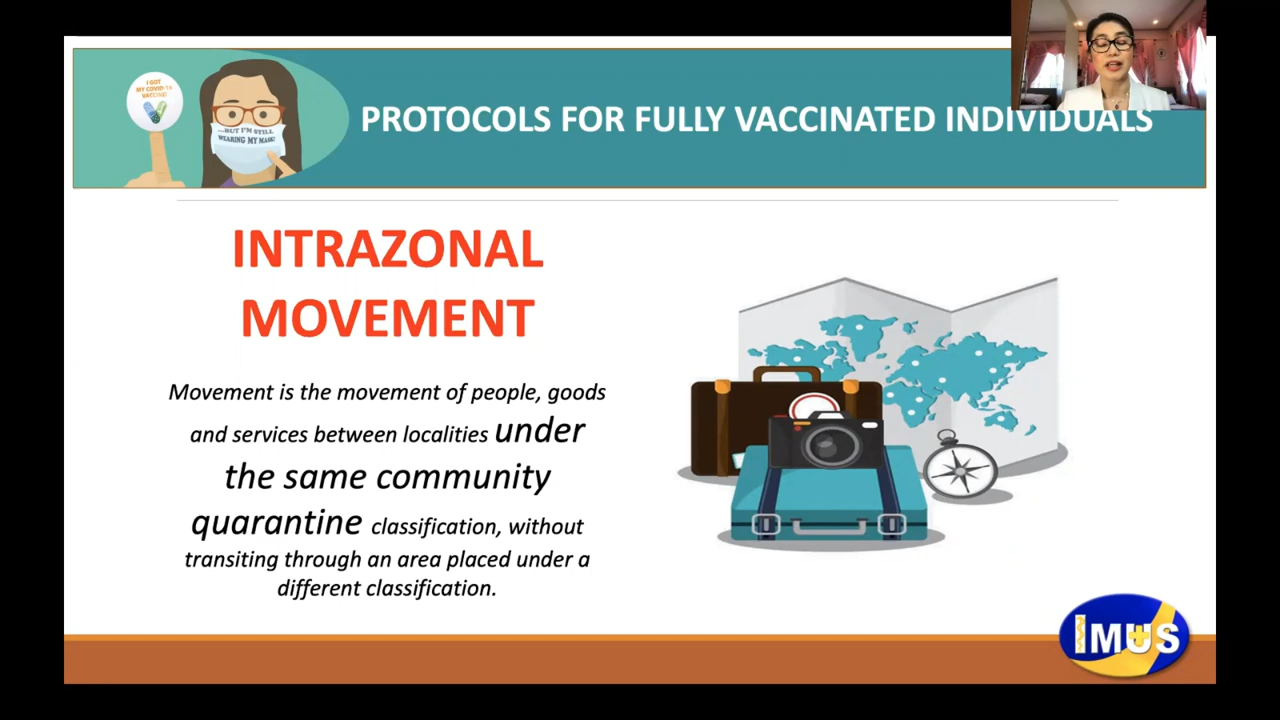 I GOT
MY COVID-19
VACCINE!
...BUT I'M STILL
WEARING MY MASK!
PROTOCOLS FOR FULLY VACCINATED INDIVIDUALS
INTRAZONAL
MOVEMENT
Movement is the movement of people, goods
and services between localities under
the same community
quarantine classification, without
transiting through an area placed under a
different classification.
IMUS